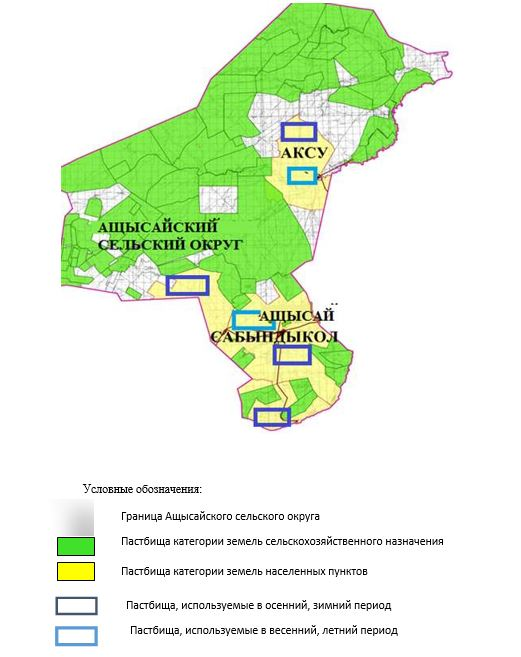 АКСУ
АЩЫСАЙСКИЙ
СЕЛЬСКИЙ ОКРУГ
АЩЫСАЙ
САБЫНДЫКОЛ
Условные обозначения:
Граница Ащысайского сельского округа
Пастбища категории земель сельскохозяйственного назначения
Пастбища категории земель населенных пунктов
Пастбища, используемые в осенний, зимний период
Пастбища, используемые в весенний, летний период